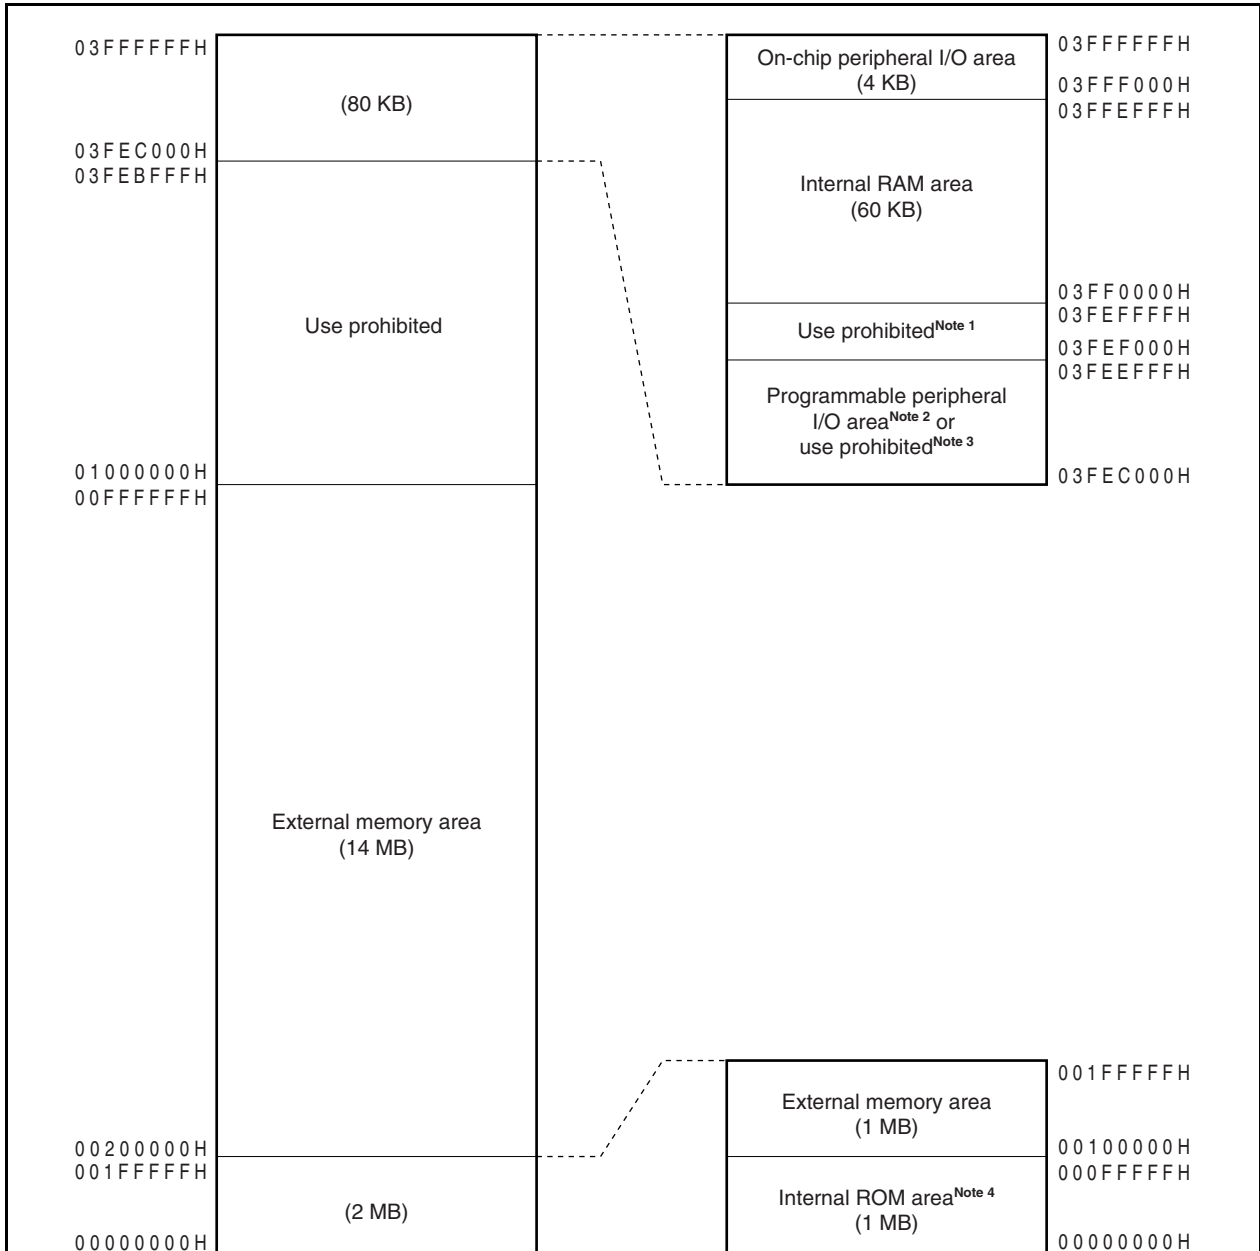 03FFFFFFH
(80 KB)
03FEC000H
03FEBFFFH
Use prohibited
01000000H
00FFFFFFH
External memory area
(14 MB)
00200000H
001FFFFFH
(2 MB)
00000000H
On-chip peripheral I/O area
(4 KB)
03FFFFFFH
03FFF000H
03FFEFFFH
Internal RAM area
(60 KB)
03FF0000H
03FEFFFFH
Use prohibitedNote 1
03FEF000H
03FEEFFFH
Programmable peripheral
I/O areaNote 2 or
use prohibitedNote 3
03FEC000H
001FFFFFH
External memory area
(1 MB)
00100000H
000FFFFFH
Internal ROM areaNote 4
(1 MB)
00000000H